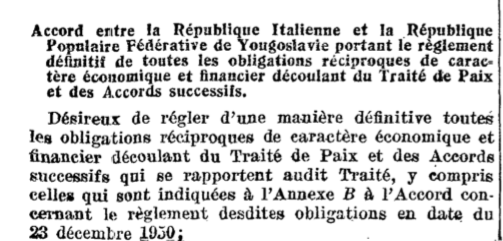 Accord entre la République Italienne et la République
Populaire Fédérative de Yougoslavie portant le règlement
définitif de toutes les obligations réciproques de carac-
tère économique et financier découlant du Traité de Paix
et des Accords successifs.
Désireux de régler d'une manière définitive toutes
les obligations réciproques de caractère économique et
financier découlant du Traité de Paix et des Accords
successifs qui se rapportent audit Traité, y compris
celles qui sont indiquées à l'Annexe B à l'Accord con-
cernant le règlement desdites obligations en date du
23 décembre 1950;